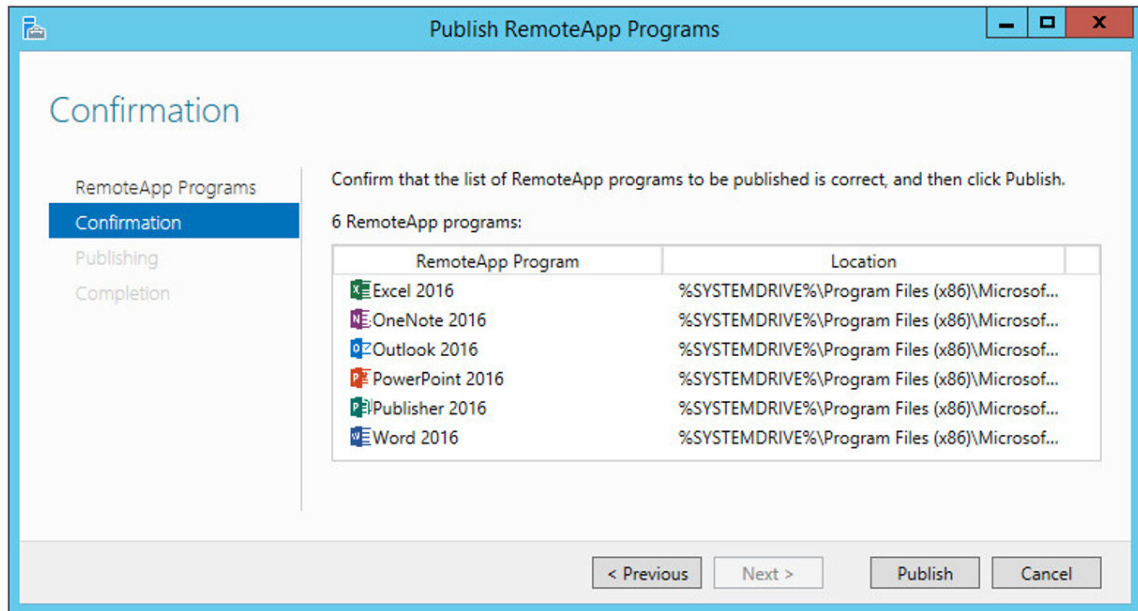 Publish RemoteApp Programs
Confirmation
RemoteApp Programs
Confirmation
Publishing
Completion
Confirm that the list of RemoteApp programs to be published is correct, and then click Publish.
6 RemoteApp programs:
RemoteApp Program Location
Excel 2016 %SYSTEMDRIVE%\Program Files (x86)\Microsof...
OneNote 2016 %SYSTEMDRIVE%\Program Files (x86)\Microsof...
Outlook 2016 %SYSTEMDRIVE%\Program Files (x86)\Microsof...
PowerPoint 2016 %SYSTEMDRIVE%\Program Files (x86)\Microsof...
Publisher 2016 %SYSTEMDRIVE%\Program Files (x86)\Microsof...
Word 2016 %SYSTEMDRIVE%\Program Files (x86)\Microsof...
< Previous Next > Publish Cancel